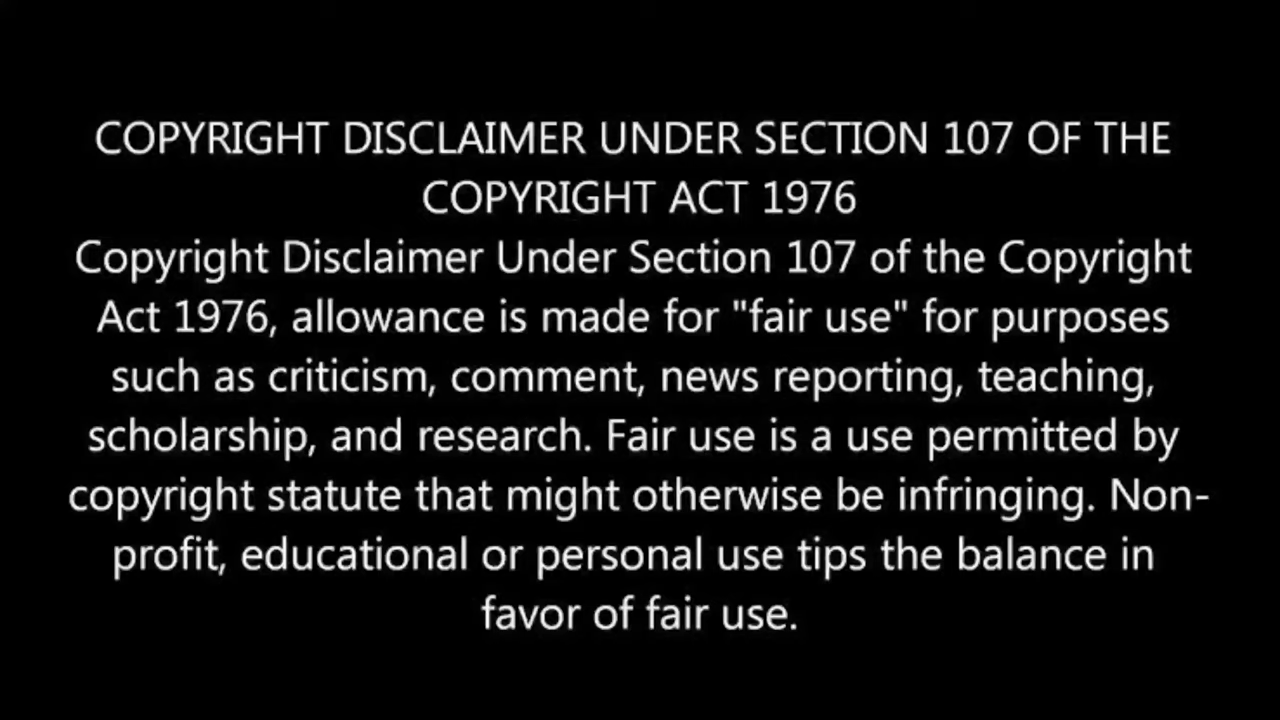 COPYRIGHT DISCLAIMER UNDER SECTION 107 OF THE
COPYRIGHT ACT 1976
Copyright Disclaimer Under Section 107 of the Copyright
Act 1976, allowance is made for "fair use" for purposes
such as criticism, comment, news reporting, teaching,
scholarship, and research. Fair use is a use permitted by
copyright statute that might otherwise be infringing. Non-
profit, educational or personal use tips the balance in
favor of fair use.